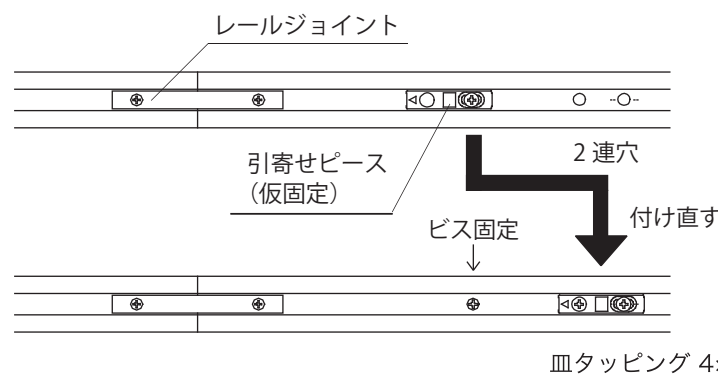 レールジョイント
引寄せピース
（仮固定）
2 連穴
付け直す
ビス固定
皿タッピング 4